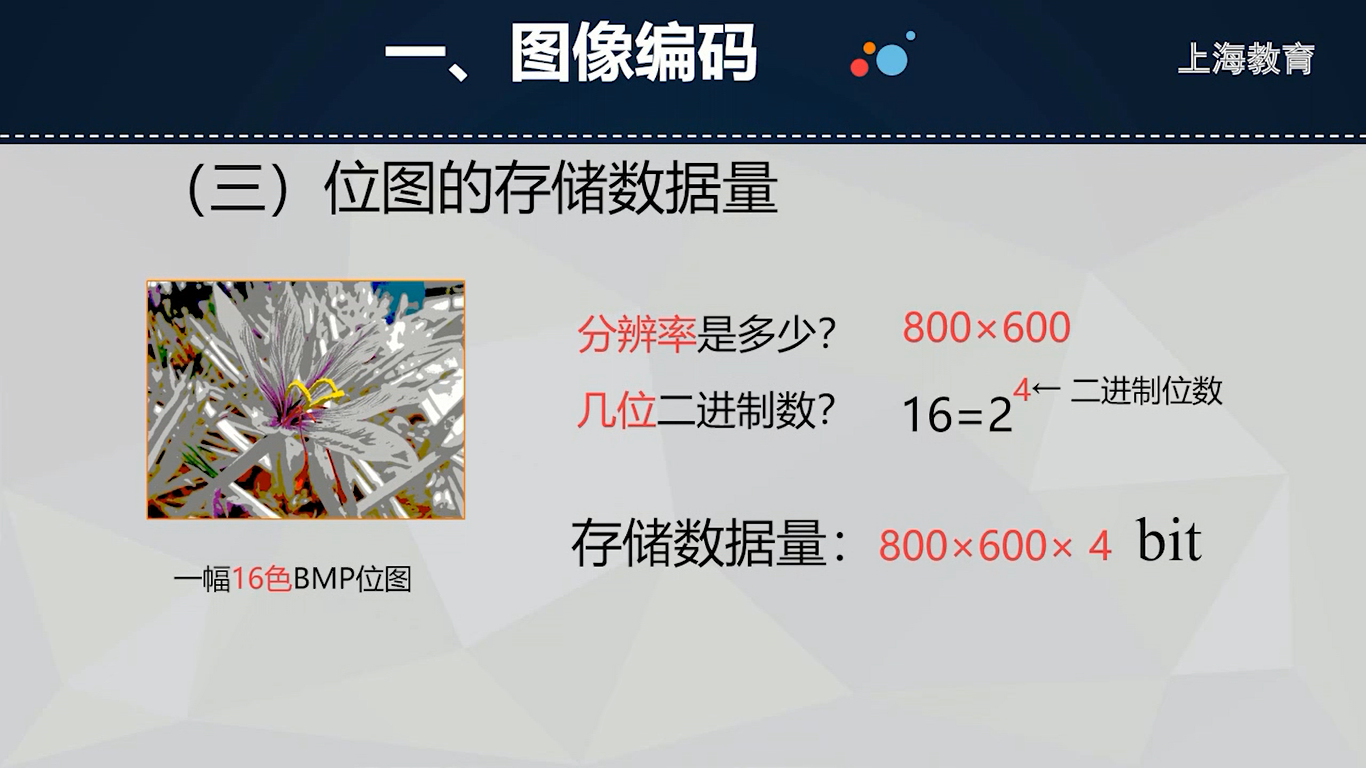 一、图像编码
上海教育
（三）位图的存储数据量
分辨率是多少？ 800×600
几位二进制数？ 16=2⁴← 二进制位数
存储数据量：800×600× 4 bit
一幅16色BMP位图